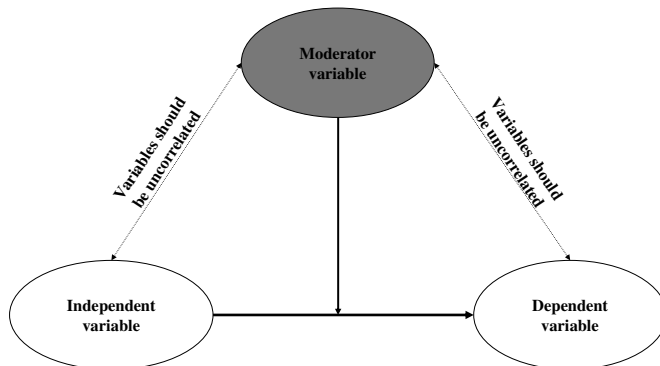 Moderator
variable
Variables should
be uncorrelated
Variables should
be uncorrelated
Independent
variable
Dependent
variable